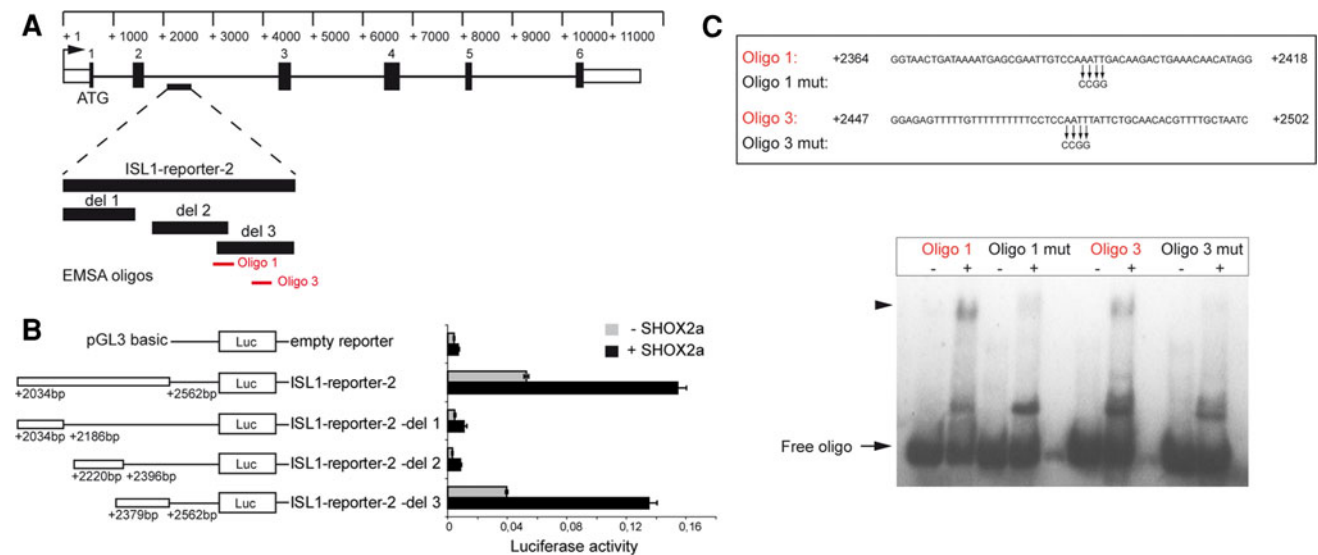 A
+ 1 + 1000 + 2000 + 3000 + 4000 + 5000 + 6000 + 7000 + 8000 + 9000 + 10000 + 11000
1 2 3 4 5 6
ATG
ISL1-reporter-2
del 1
del 2
del 3
EMSA oligos
Oligo 1
Oligo 3
B
pGL3 basic Luc empty reporter
- SHOX2a
+ SHOX2a
Luc ISL1-reporter-2
+2034bp +2562bp
Luc ISL1-reporter-2 -del 1
+2034bp +2186bp
Luc ISL1-reporter-2 -del 2
+2220bp +2396bp
Luc ISL1-reporter-2 -del 3
+2379bp +2562bp
0 0,04 0,08 0,12 0,16
Luciferase activity
C
Oligo 1: +2364 GGTAACTGATAAAATGAGCGAATTGTCCAAATTGACAAGACTGAAACAACATAGG +2418
Oligo 1 mut: CCGG
Oligo 3: +2447 GGAGAGTTTTTGTTTTTTTTTTCCTCCAATTTATTCTGCAACACGTTTTGCTAATC +2502
Oligo 3 mut: CCGG
Oligo 1 Oligo 1 mut Oligo 3 Oligo 3 mut
- + - + - + - +
Free oligo